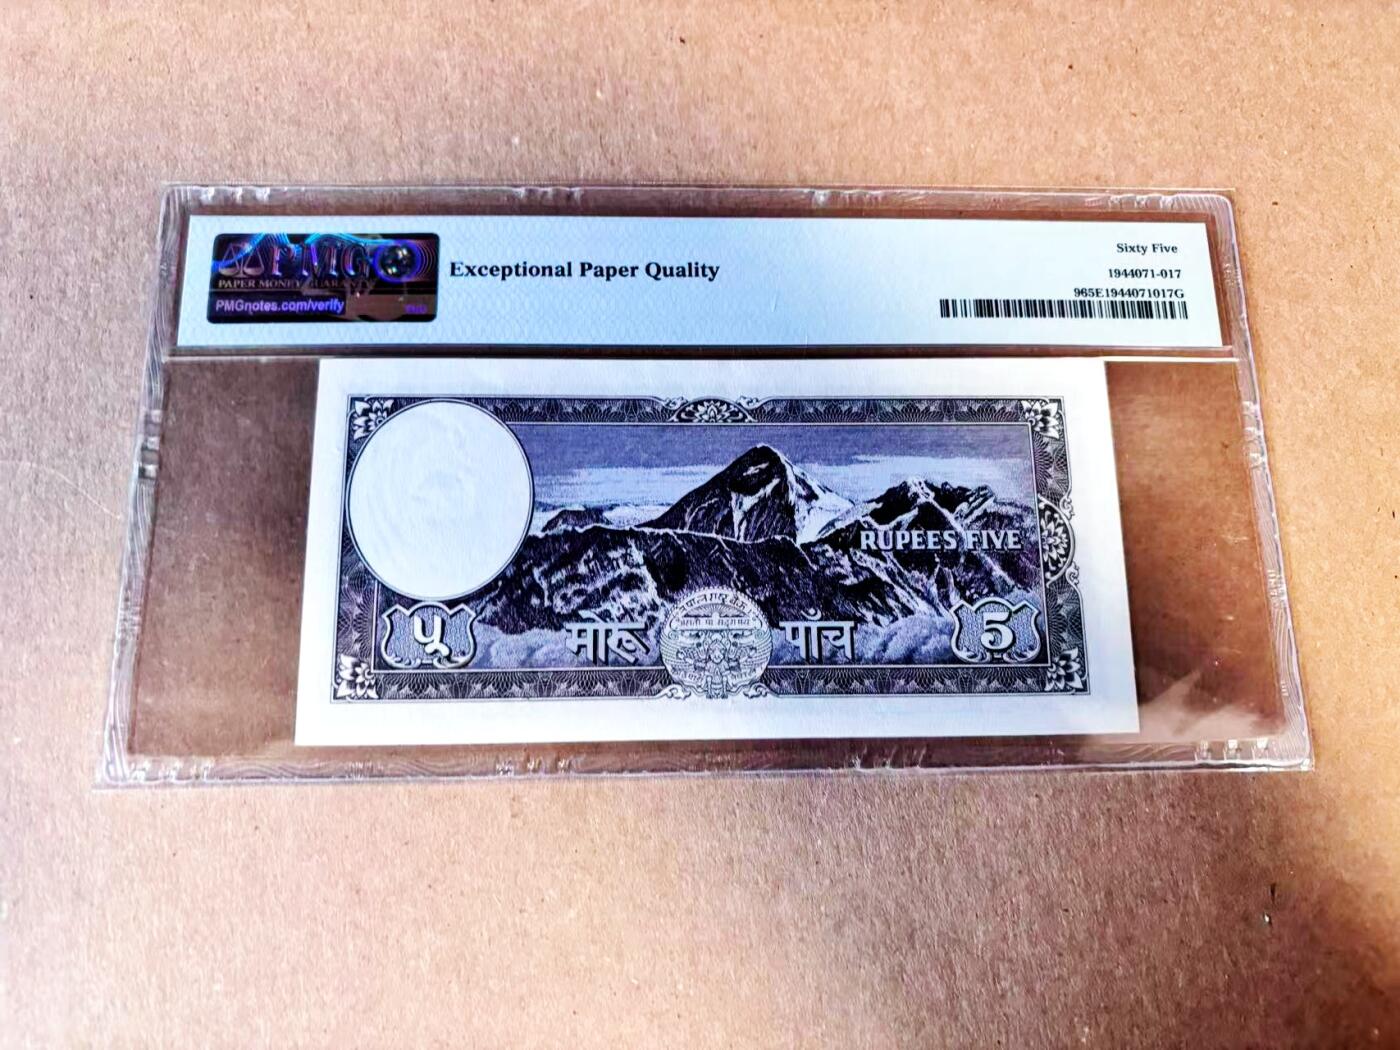 PMG
PAPER MONEY GUARANTY
PMGnotes.com/verify
Exceptional Paper Quality
Sixty Five
1944071-017
965E1944071017G
RUPEES FIVE
५
मोरू
पाँच
5